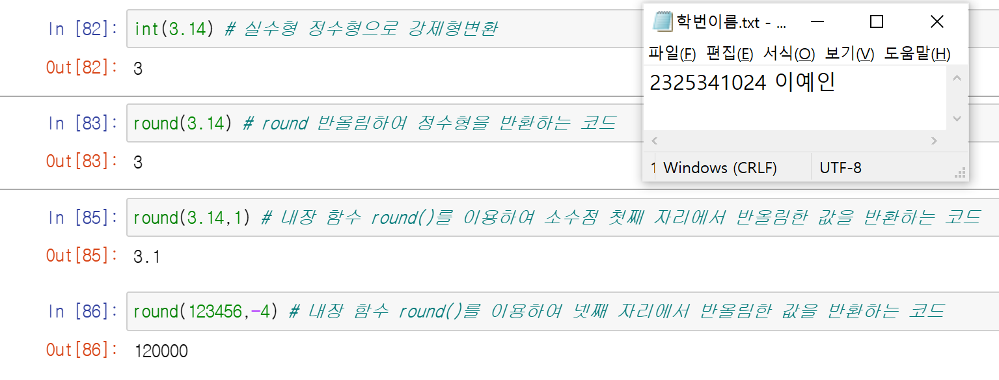 In [82]: int(3.14) # 실수형 정수형으로 강제형변환
Out[82]: 3
In [83]: round(3.14) # round 반올림하여 정수형을 반환하는 코드
Out[83]: 3
In [85]: round(3.14,1) # 내장 함수 round()를 이용하여 소수점 첫째 자리에서 반올림한 값을 반환하는 코드
Out[85]: 3.1
In [86]: round(123456,-4) # 내장 함수 round()를 이용하여 넷째 자리에서 반올림한 값을 반환하는 코드
Out[86]: 120000
학번이름.txt - ...
파일(F) 편집(E) 서식(O) 보기(V) 도움말(H)
2325341024 이예인
Windows (CRLF) UTF-8